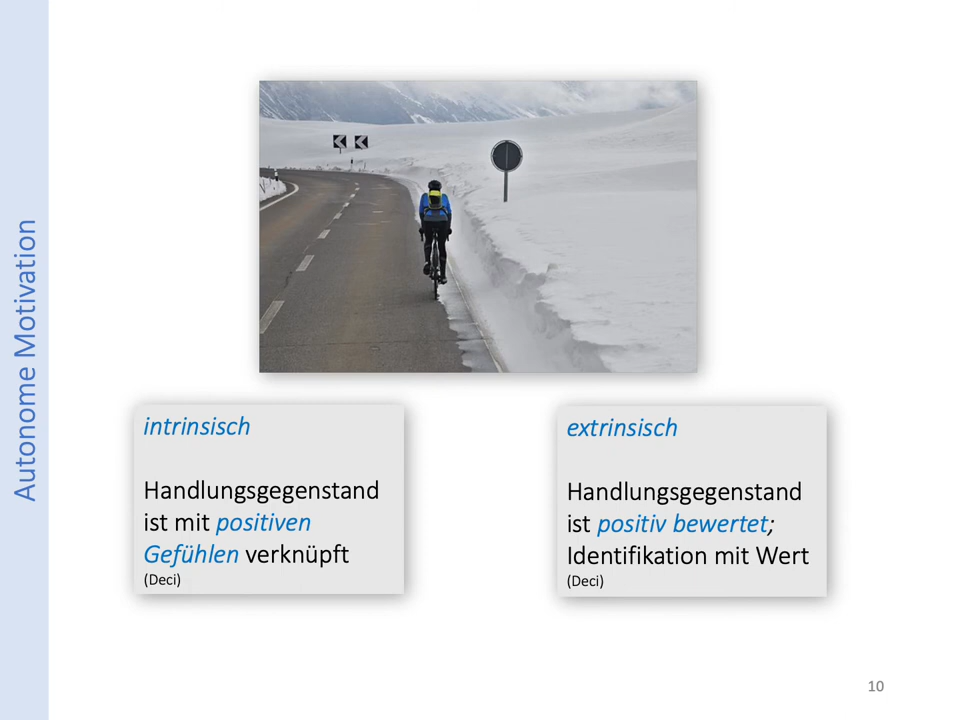 Autonome Motivation
intrinsisch
Handlungsgegenstand
ist mit positiven
Gefühlen verknüpft
(Deci)
extrinsisch
Handlungsgegenstand
ist positiv bewertet;
Identifikation mit Wert
(Deci)
10